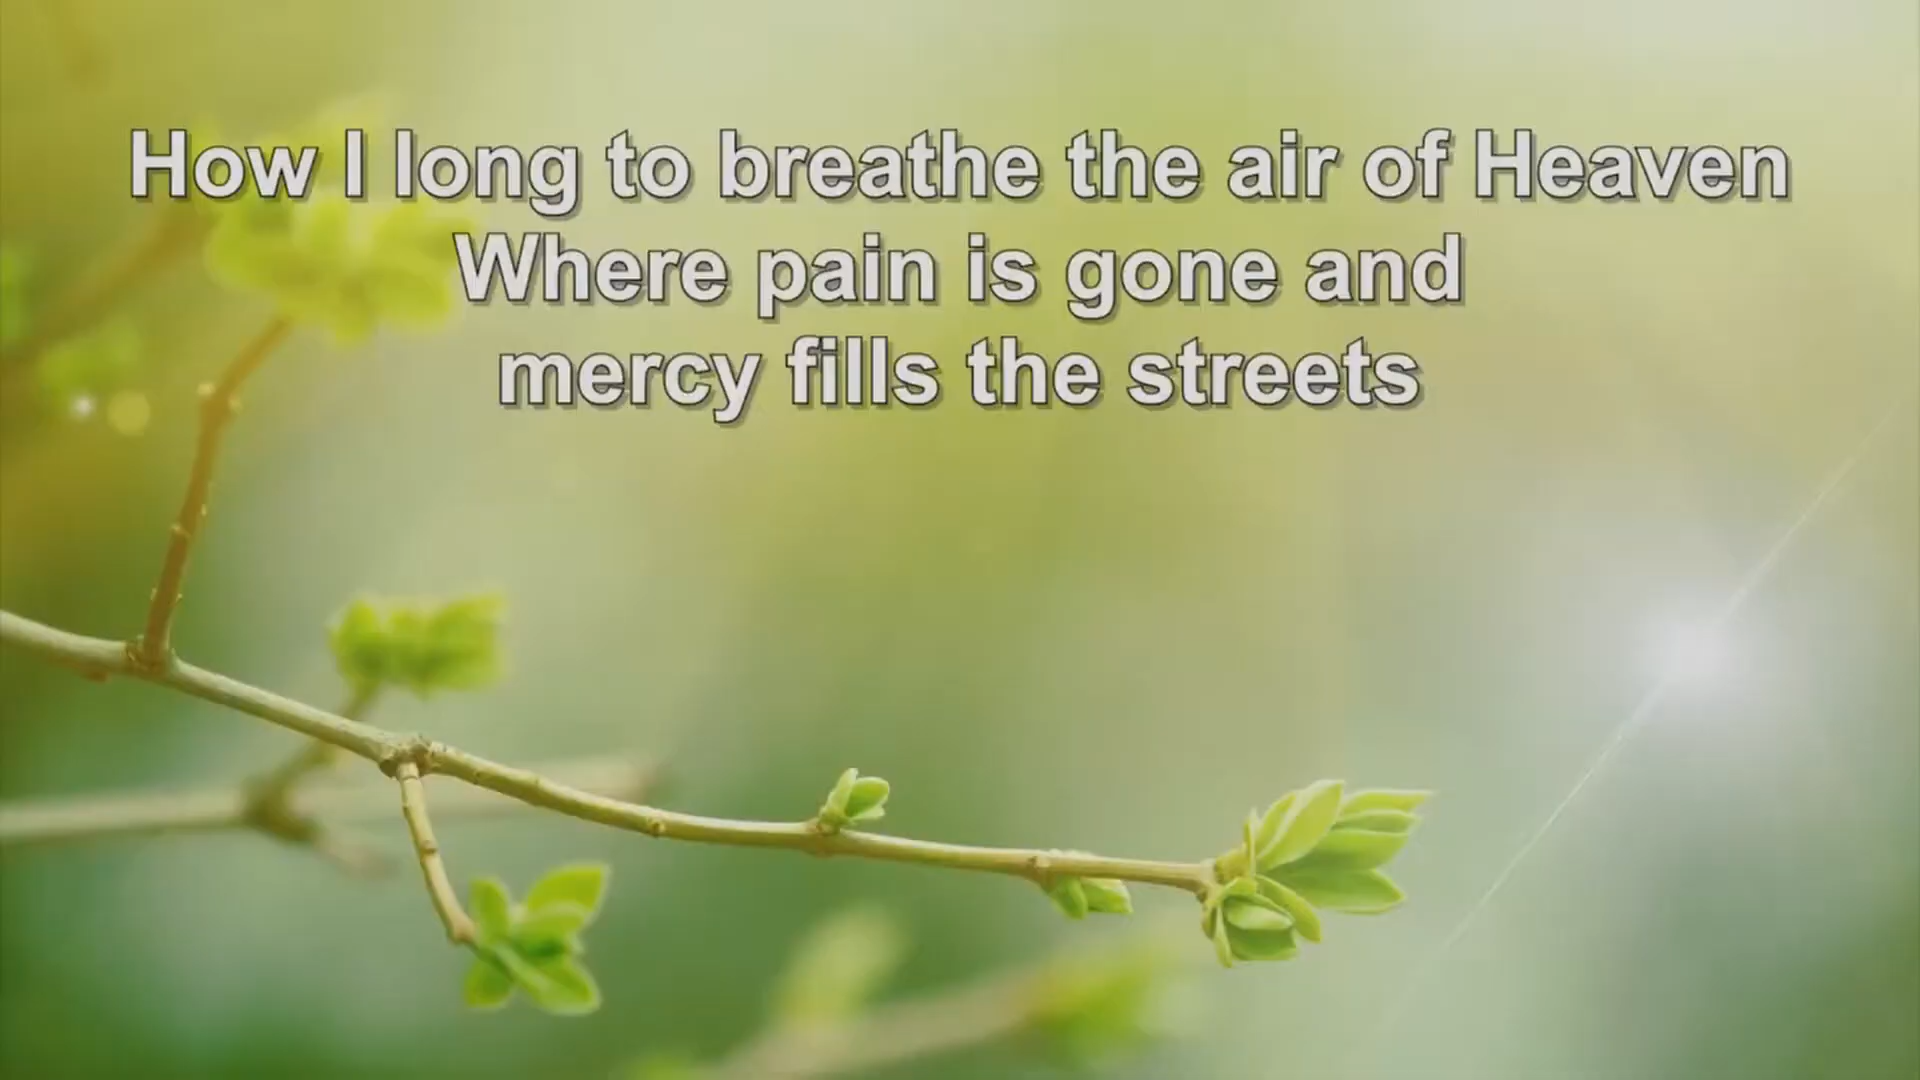 How I long to breathe the air of Heaven
Where pain is gone and
mercy fills the streets